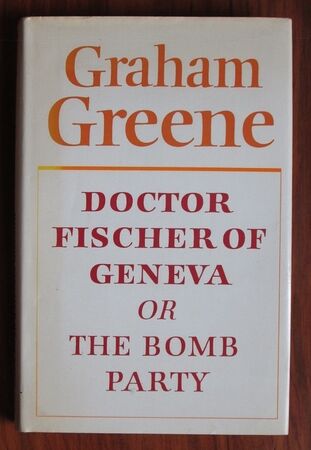 Graham
Greene
DOCTOR
FISCHER OF
GENEVA
OR
THE BOMB
PARTY